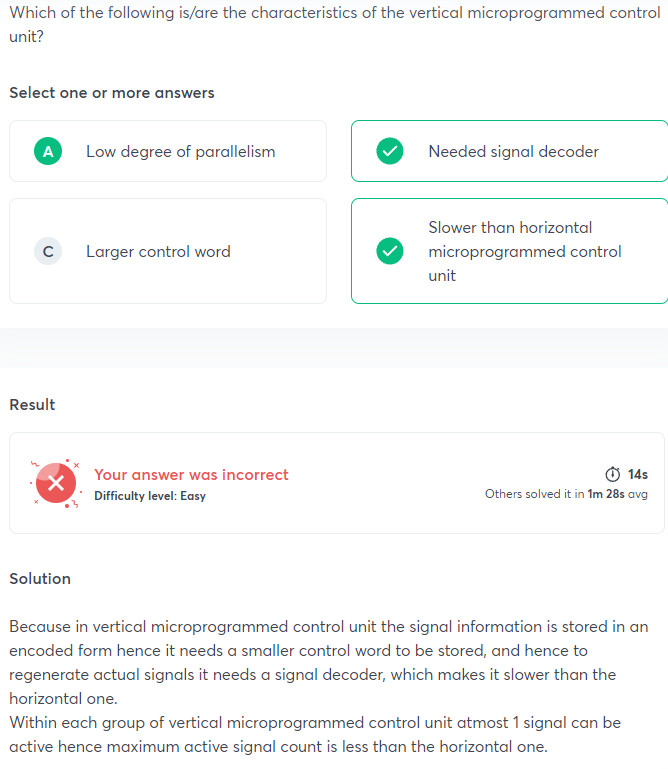 Which of the following is/are the characteristics of the vertical microprogrammed control
unit?
Select one or more answers
A Low degree of parallelism
Needed signal decoder
C Larger control word
Slower than horizontal
microprogrammed control
unit
Result
Your answer was incorrect
Difficulty level: Easy
14s
Others solved it in 1m 28s avg
Solution
Because in vertical microprogrammed control unit the signal information is stored in an
encoded form hence it needs a smaller control word to be stored, and hence to
regenerate actual signals it needs a signal decoder, which makes it slower than the
horizontal one.
Within each group of vertical microprogrammed control unit atmost 1 signal can be
active hence maximum active signal count is less than the horizontal one.